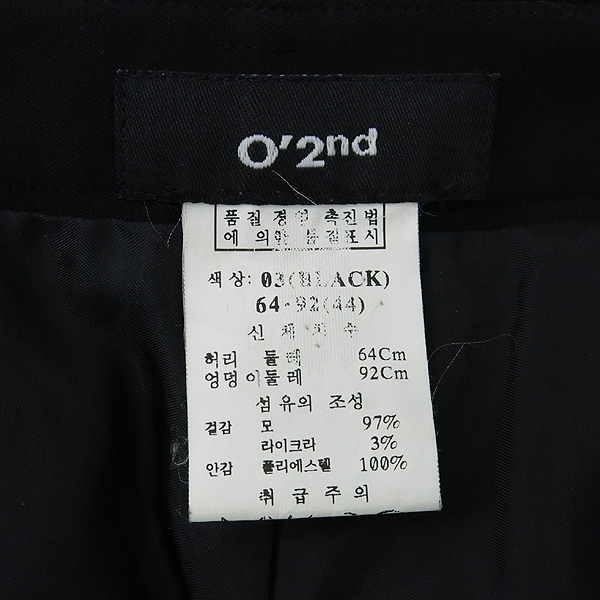 O'2nd
품질경영촉진법
에 의한 품질표시
색상: 03(BLACK)
64-92(44)
신체치수
허리 둘레 64Cm
엉덩이둘레 92Cm
섬유의 조성
겉감 모 97%
라이크라 3%
안감 폴리에스텔 100%
취급주의